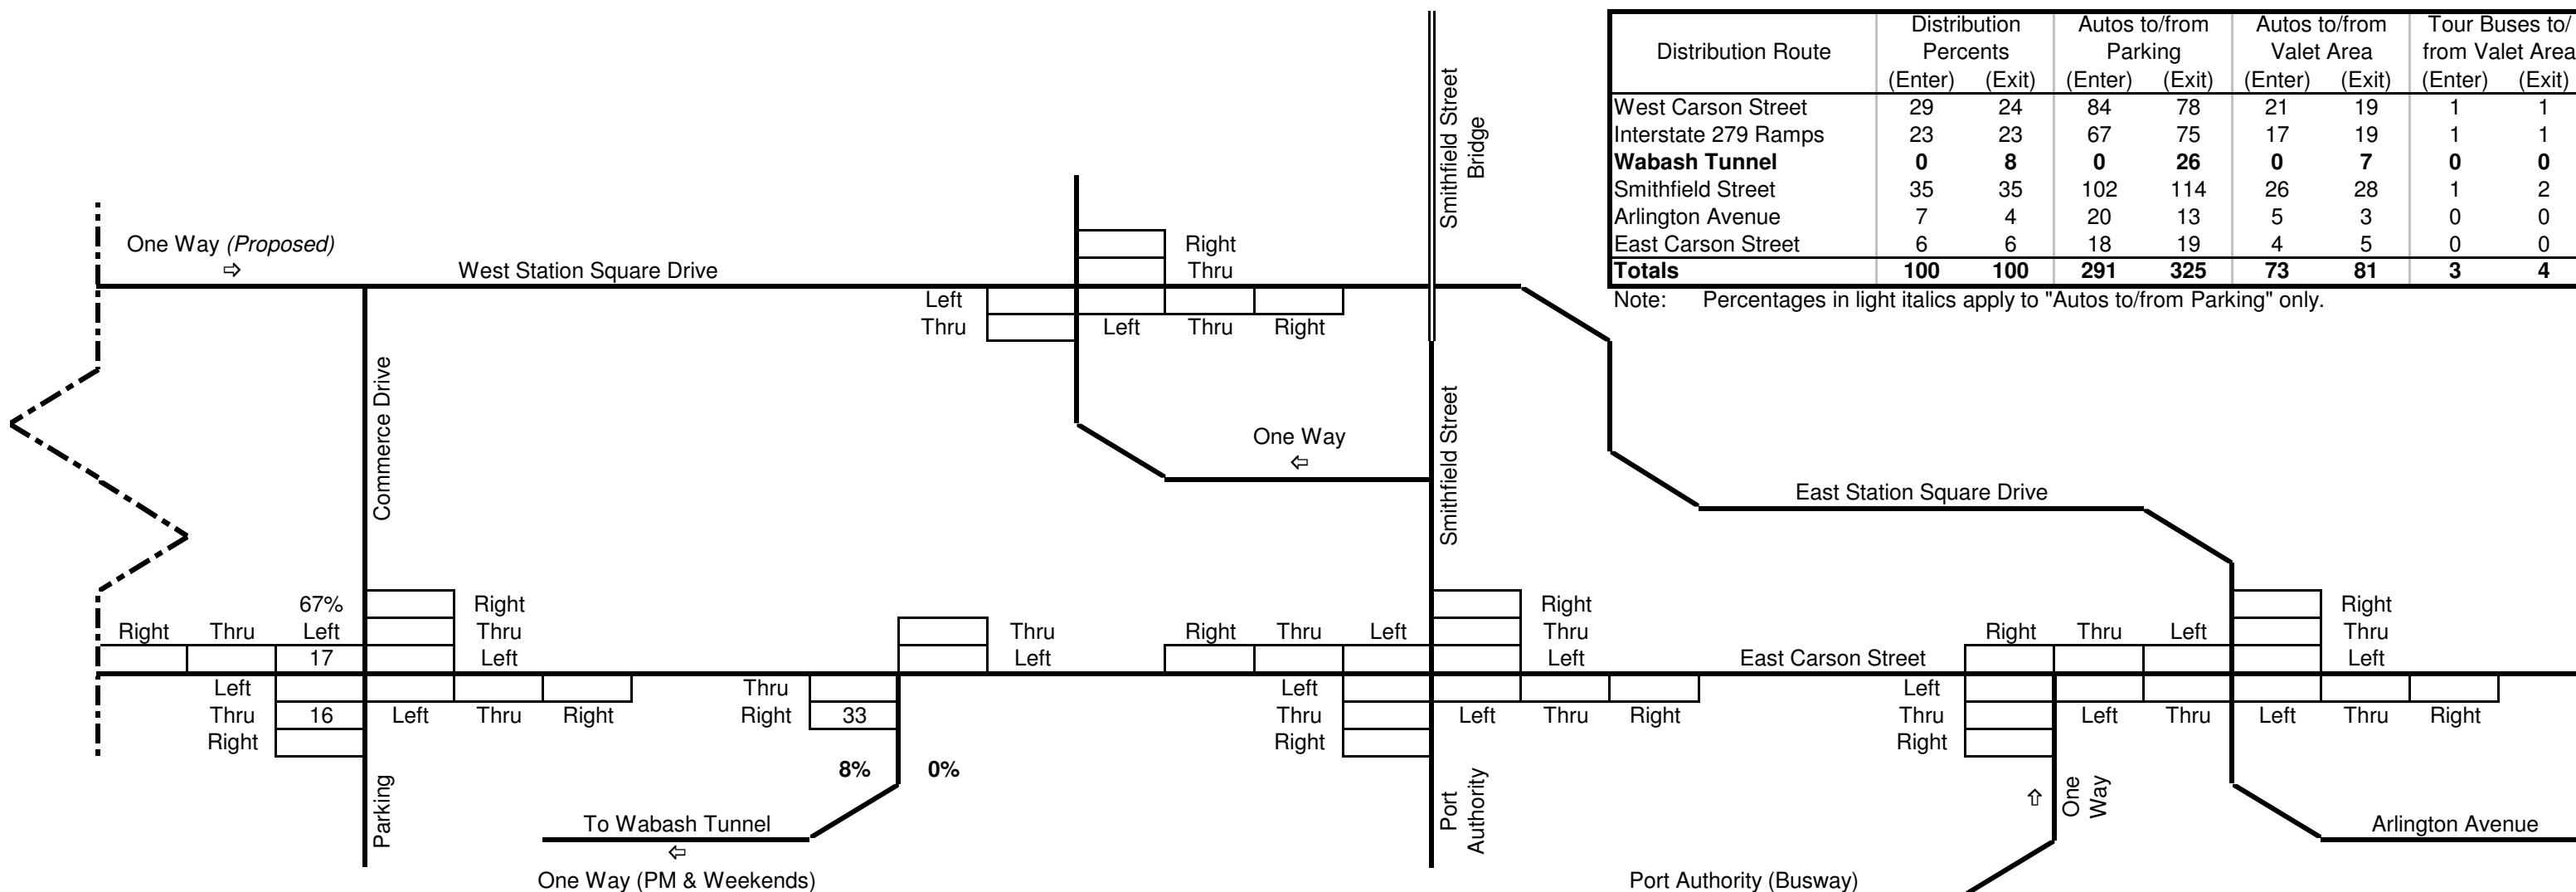 Distribution Autos to/from Autos to/from Tour Buses to/
Distribution Route Percents Parking Valet Area from Valet Area
(Enter) (Exit) (Enter) (Exit) (Enter) (Exit) (Enter) (Exit)
West Carson Street 29 24 84 78 21 19 1 1
Interstate 279 Ramps 23 23 67 75 17 19 1 1
Wabash Tunnel 0 8 0 26 0 7 0 0
Smithfield Street 35 35 102 114 26 28 1 2
Arlington Avenue 7 4 20 13 5 3 0 0
East Carson Street 6 6 18 19 4 5 0 0
Totals 100 100 291 325 73 81 3 4
Note: Percentages in light italics apply to "Autos to/from Parking" only.
Smithfield Street
Bridge
One Way (Proposed)
⇨
West Station Square Drive
Right
Thru
Left
Thru Left Thru Right
Commerce Drive
One Way
⇦
Smithfield Street
East Station Square Drive
67% Right
Right Thru Left Thru
17 Left
Left
Thru 16 Left Thru Right
Right
Thru
Left
Thru
Right 33
8% 0%
Right
Right Thru Left Thru
Left
Left
Thru Left Thru Right
Right
East Carson Street
Right
Right Thru Left Thru
Left
Left
Thru Left Thru Left Thru Right
Right
Parking
To Wabash Tunnel
⇦
One Way (PM & Weekends)
Port
Authority
⇧
One
Way
Arlington Avenue
Port Authority (Busway)